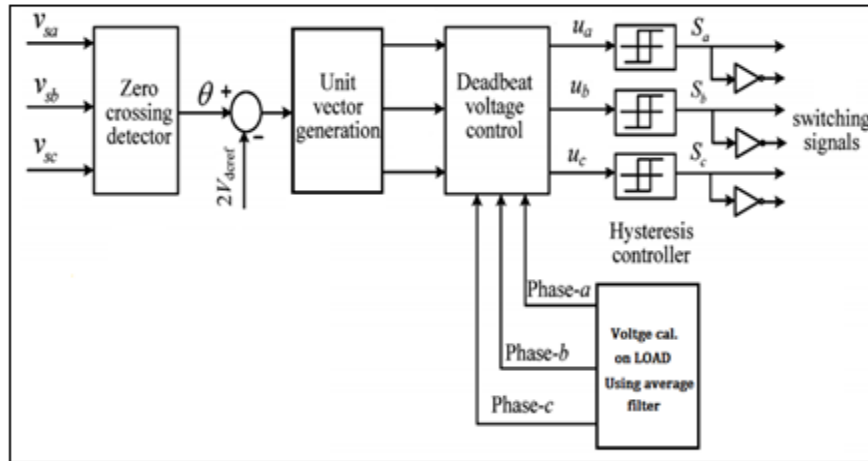 v_sa
v_sb
v_sc
Zero
crossing
detector
θ
+
−
2V_dcref
Unit
vector
generation
Deadbeat
voltage
control
u_a
u_b
u_c
S_a
S_b
S_c
switching
signals
Hysteresis
controller
Phase-a
Phase-b
Phase-c
Voltge cal.
on LOAD
Using average
filter